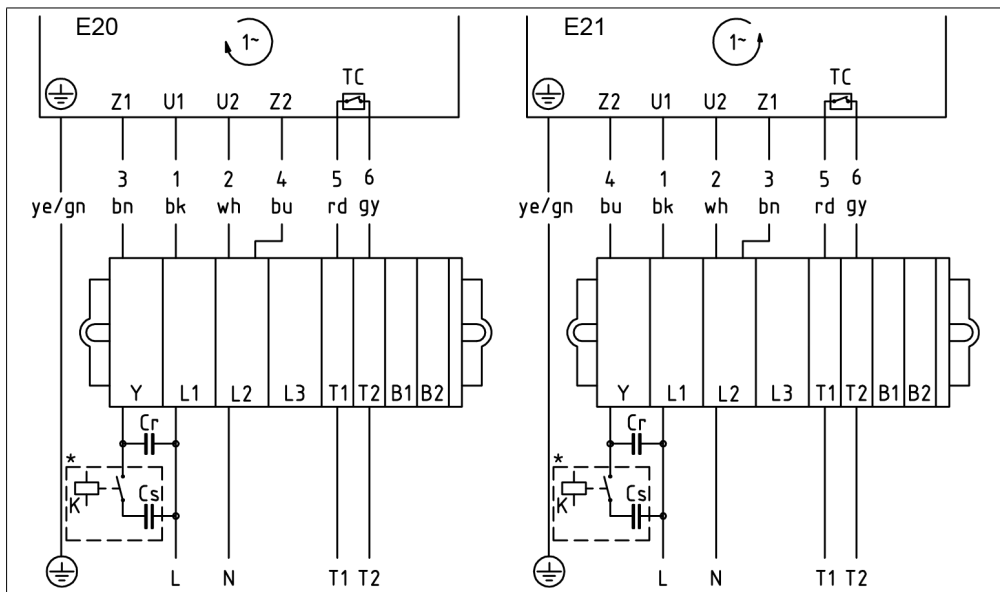 E20
1~
TC
Z1 U1 U2 Z2
3 1 2 4 5 6
ye/gn bn bk wh bu rd gy
Y L1 L2 L3 T1 T2 B1 B2
Cr
*
K
Cs
L N T1 T2
E21
1~
TC
Z2 U1 U2 Z1
4 1 2 3 5 6
ye/gn bu bk wh bn rd gy
Y L1 L2 L3 T1 T2 B1 B2
Cr
*
K
Cs
L N T1 T2